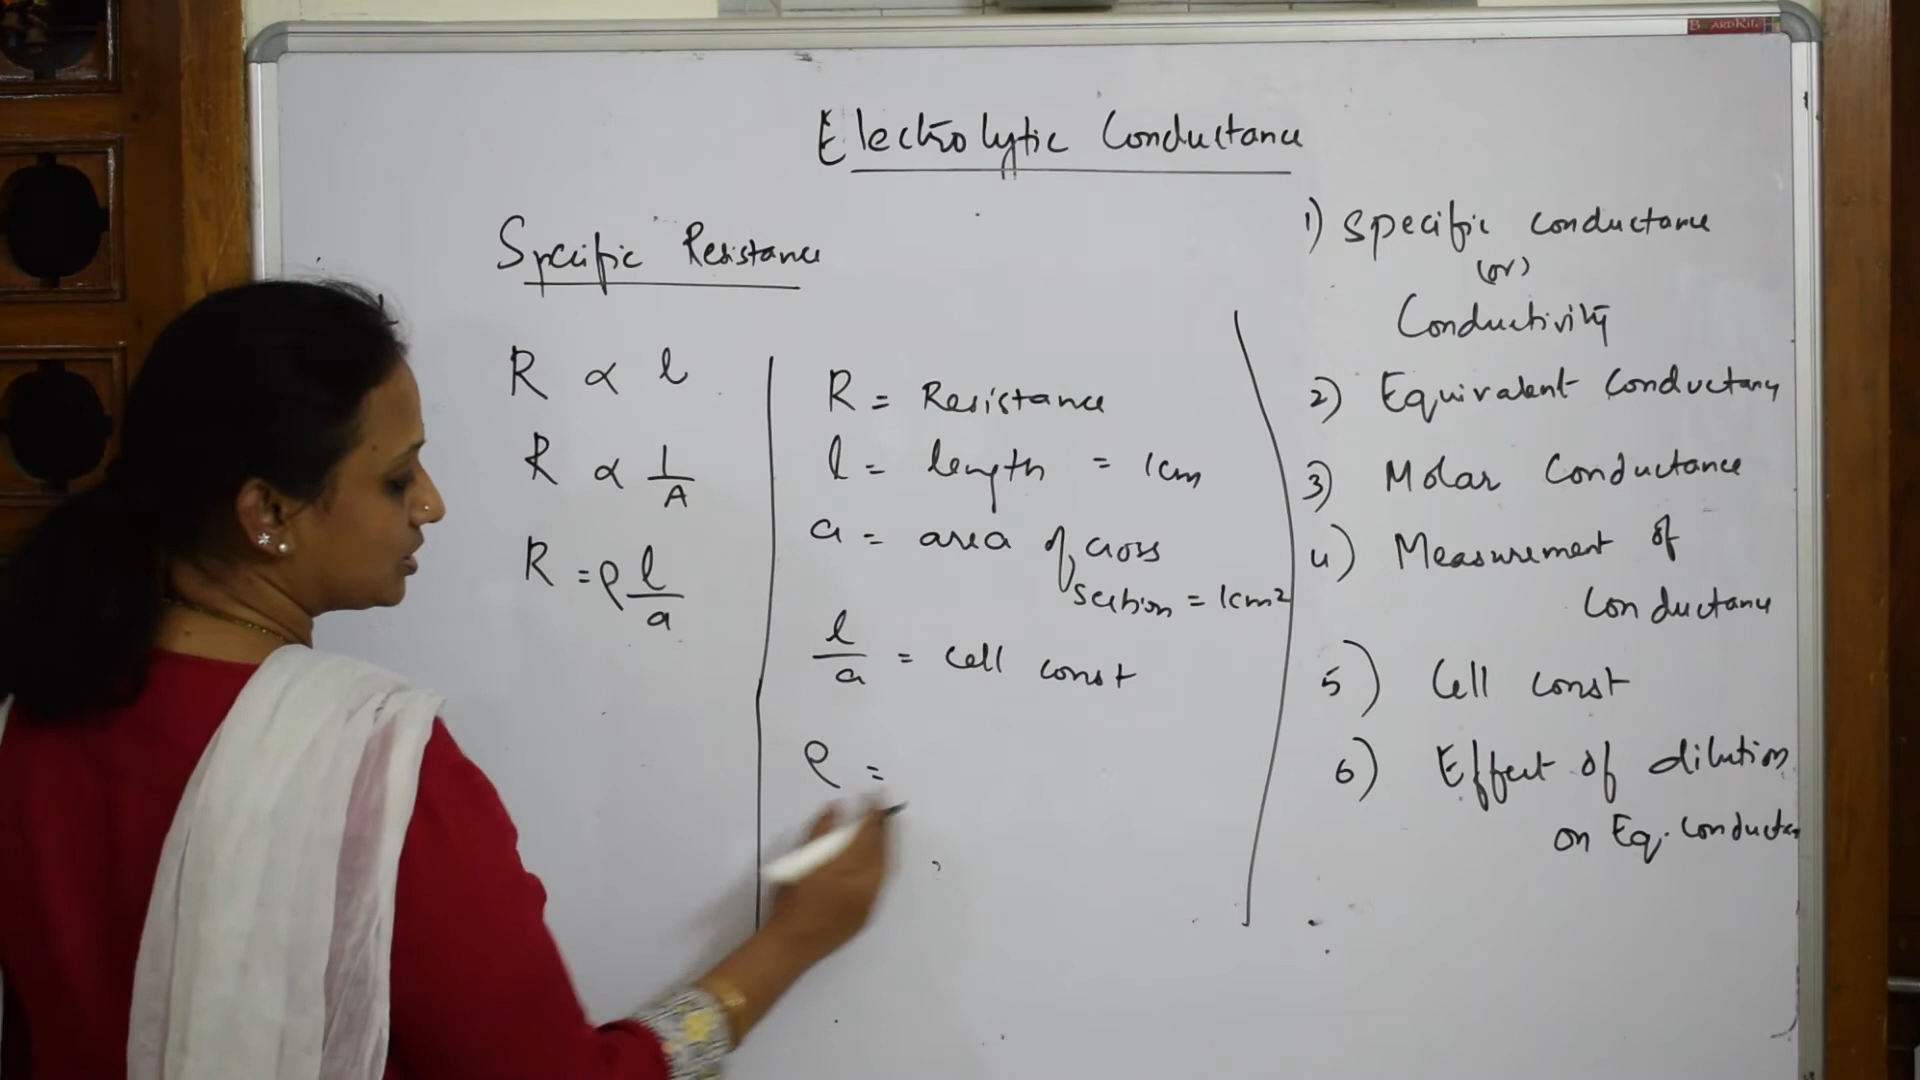 Electrolytic Conductance
Specific Resistance
R ∝ l
R ∝ 1/A
R = ρ l/a
R = Resistance
l = length = 1cm
a = area of cross
section = 1cm²
l/a = cell const
ρ =
1) Specific conductance
(or)
Conductivity
2) Equivalent Conductanc
3) Molar Conductance
4) Measurement of
Conductance
5) Cell const
6) Effect of dilution
on Eq. Conducta